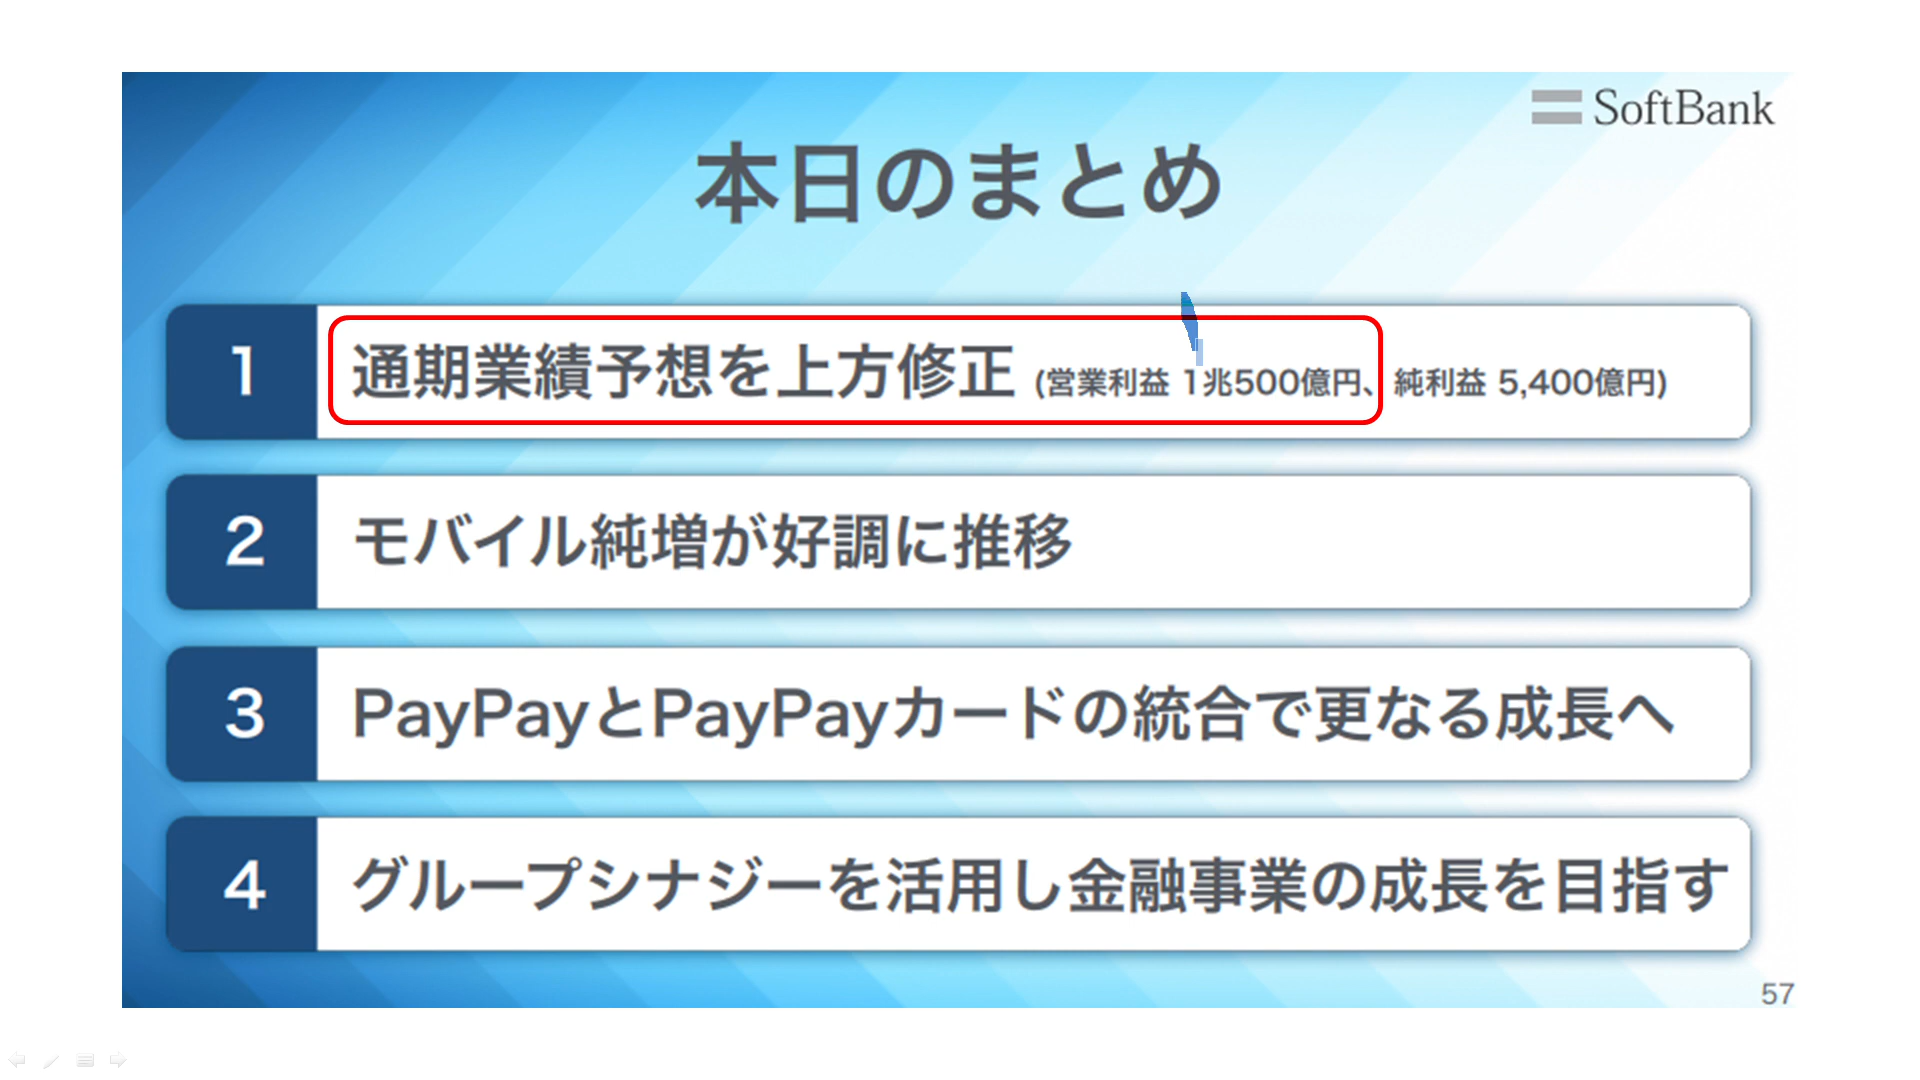 SoftBank
本日のまとめ
1 通期業績予想を上方修正 (営業利益 1兆500億円、純利益 5,400億円)
2 モバイル純増が好調に推移
3 PayPayとPayPayカードの統合で更なる成長へ
4 グループシナジーを活用し金融事業の成長を目指す
57